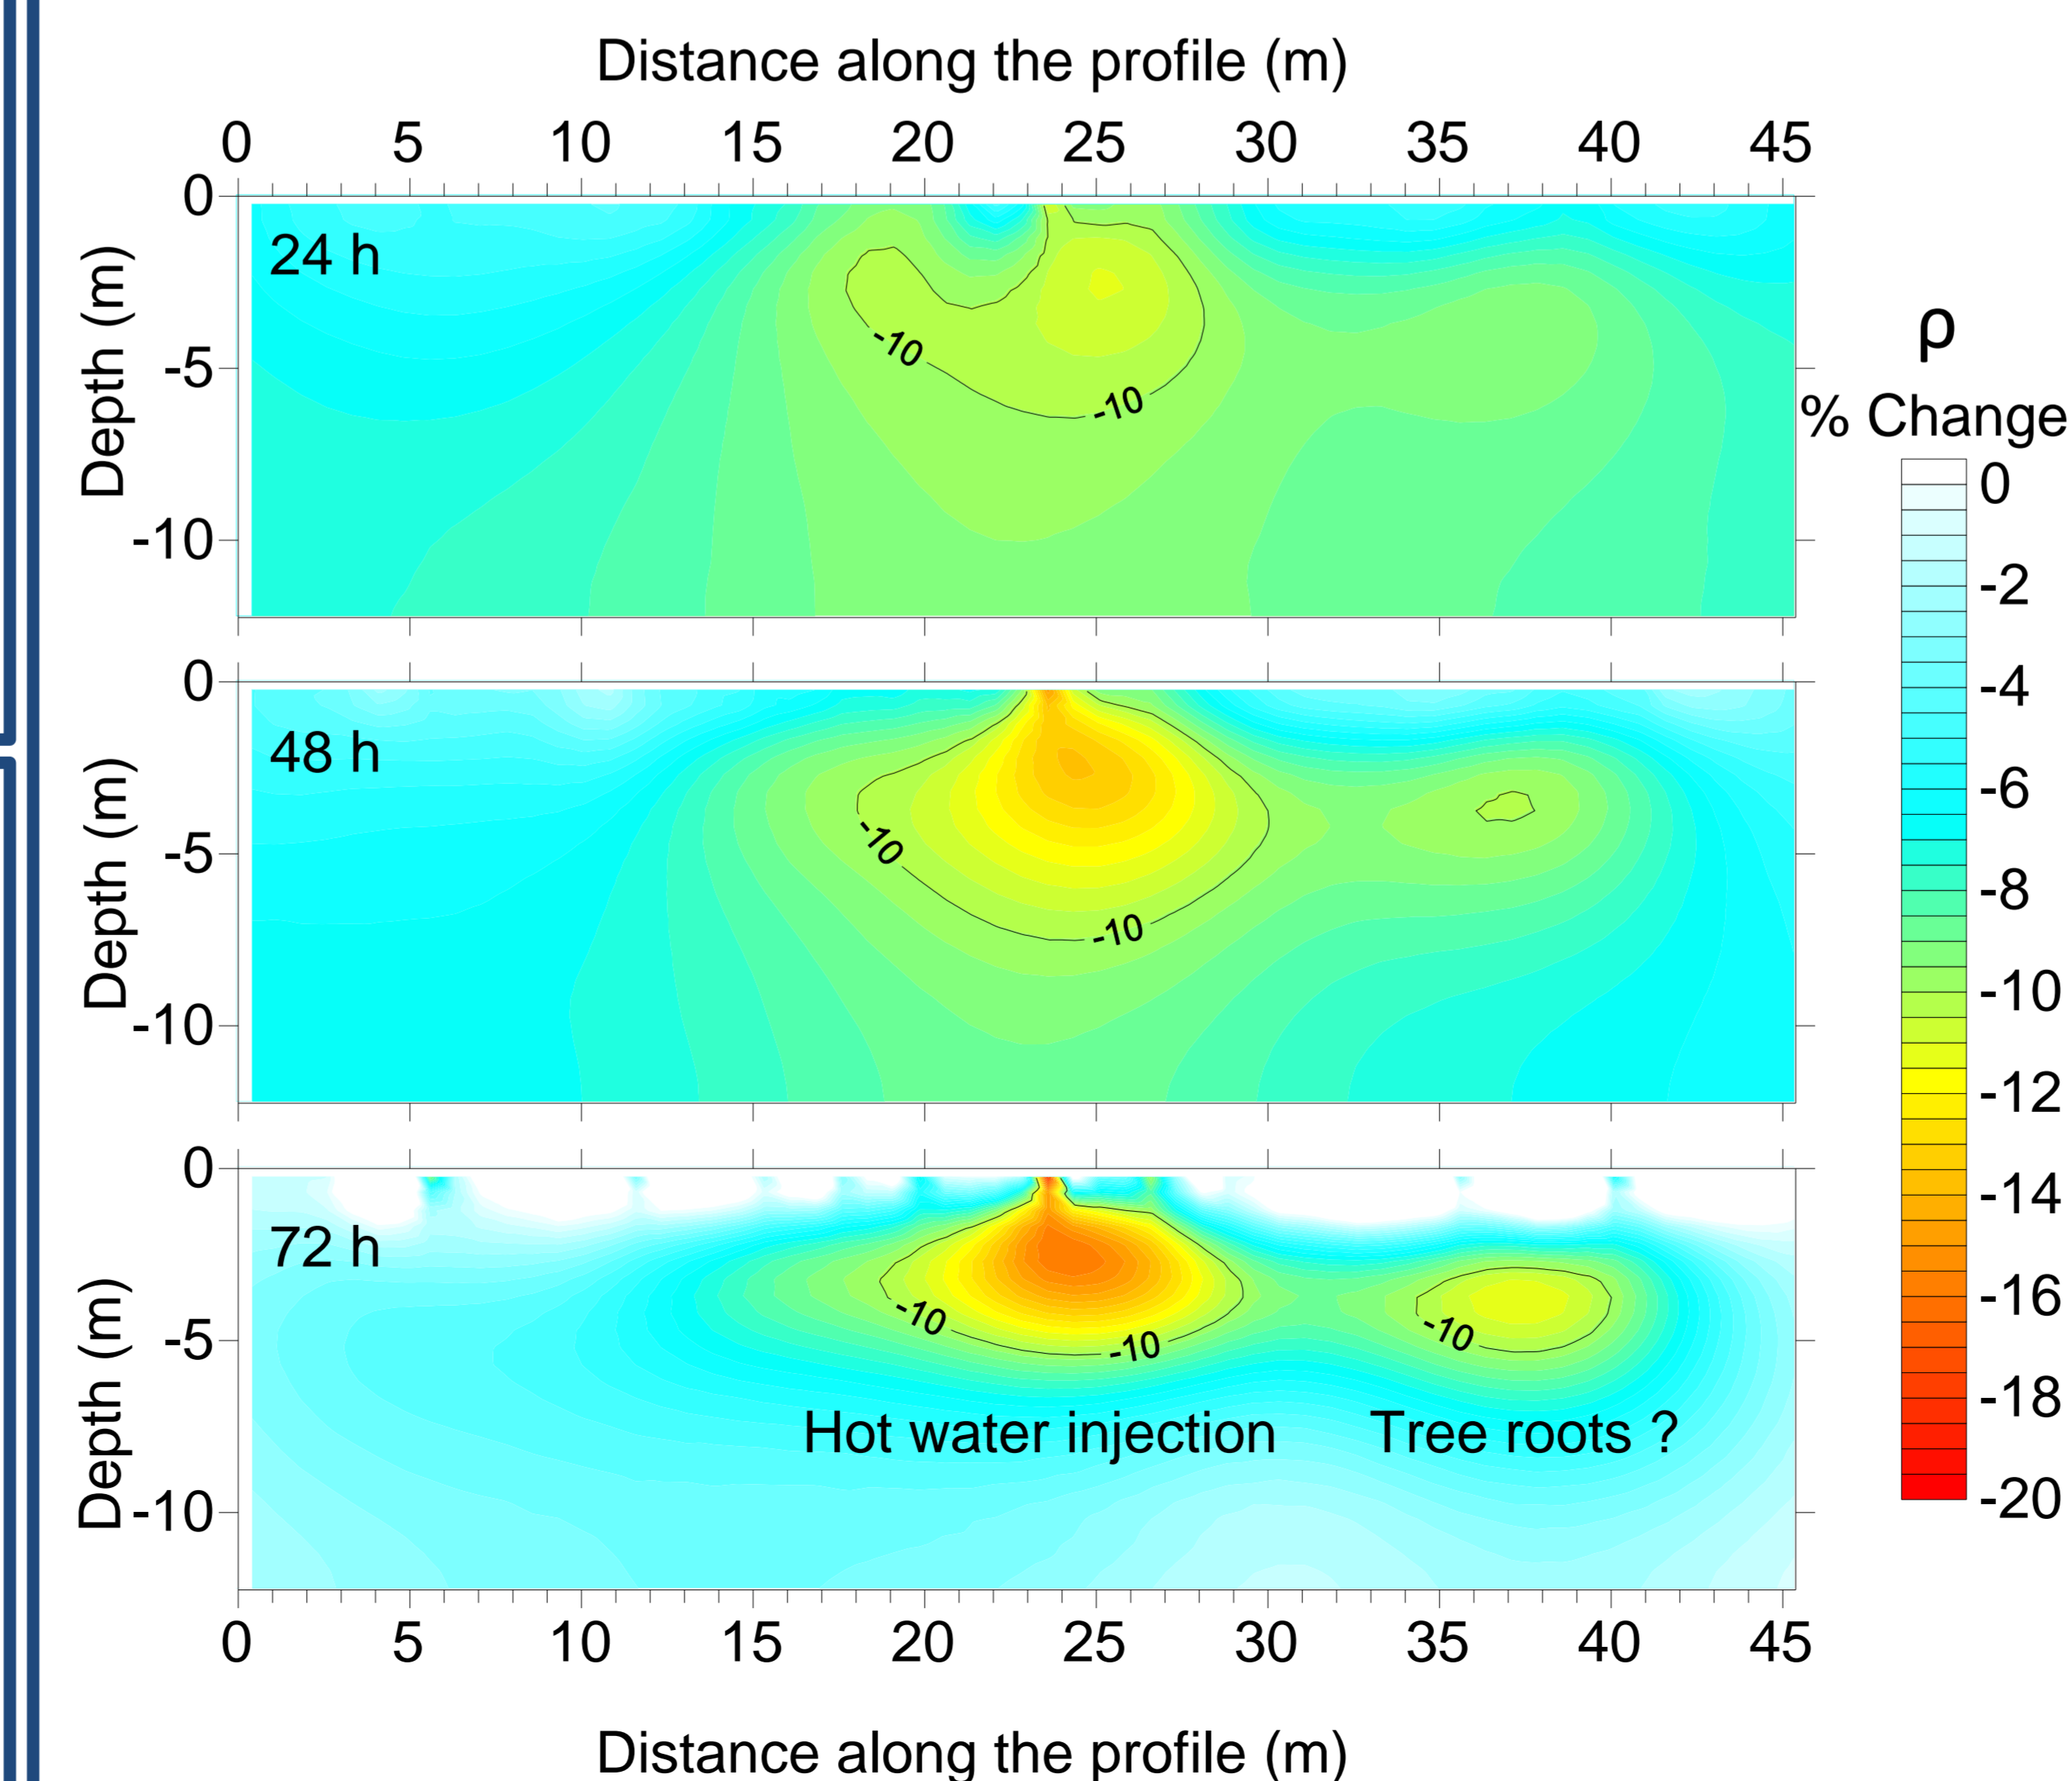 Distance along the profile (m)
0 5 10 15 20 25 30 35 40 45
0
-5
-10
Depth (m)
24 h
-10
-10
ρ
% Change
0
-2
-4
-6
-8
-10
-12
-14
-16
-18
-20
0
-5
-10
Depth (m)
48 h
-10
-10
0
-5
-10
Depth (m)
72 h
-10
-10
-10
Hot water injection
Tree roots ?
0 5 10 15 20 25 30 35 40 45
Distance along the profile (m)